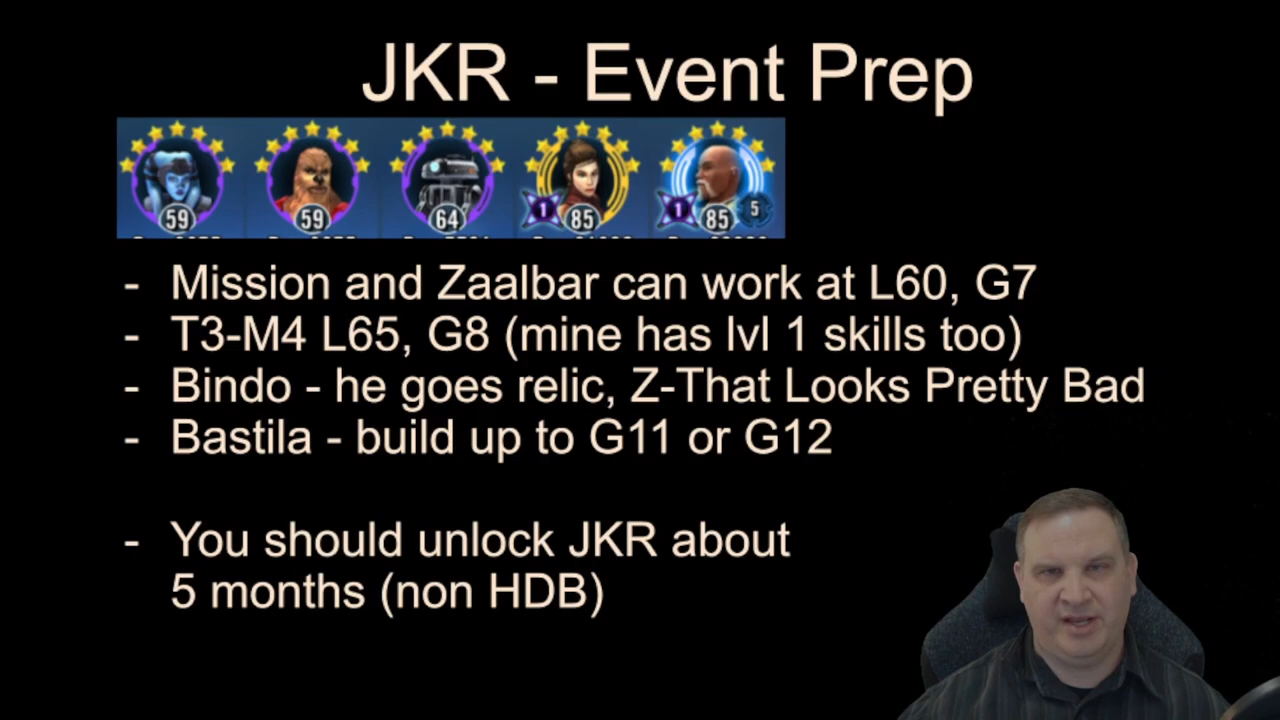 JKR - Event Prep
59 59 64 1 85 1 85 5
- Mission and Zaalbar can work at L60, G7
- T3-M4 L65, G8 (mine has lvl 1 skills too)
- Bindo - he goes relic, Z-That Looks Pretty Bad
- Bastila - build up to G11 or G12
- You should unlock JKR about
5 months (non HDB)